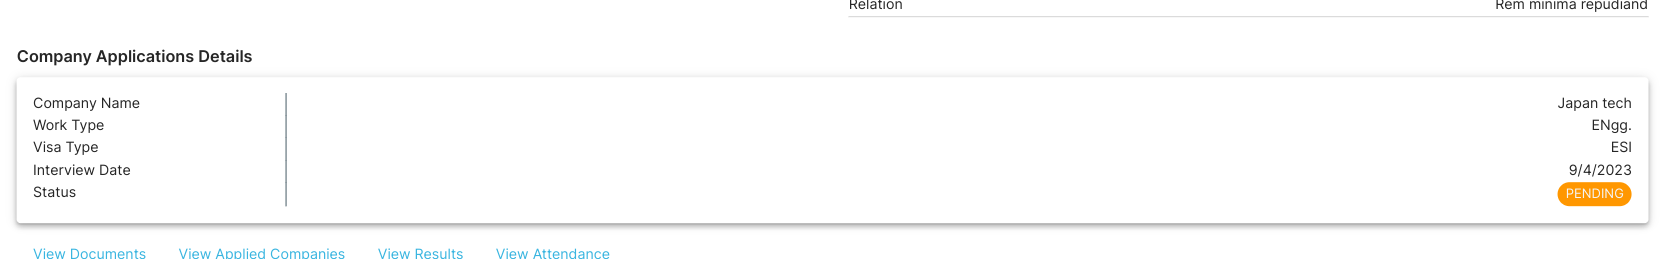 Relation Rem minima repudiand
Company Applications Details
Company Name Japan tech
Work Type ENgg.
Visa Type ESI
Interview Date 9/4/2023
Status PENDING
View Documents View Applied Companies View Results View Attendance